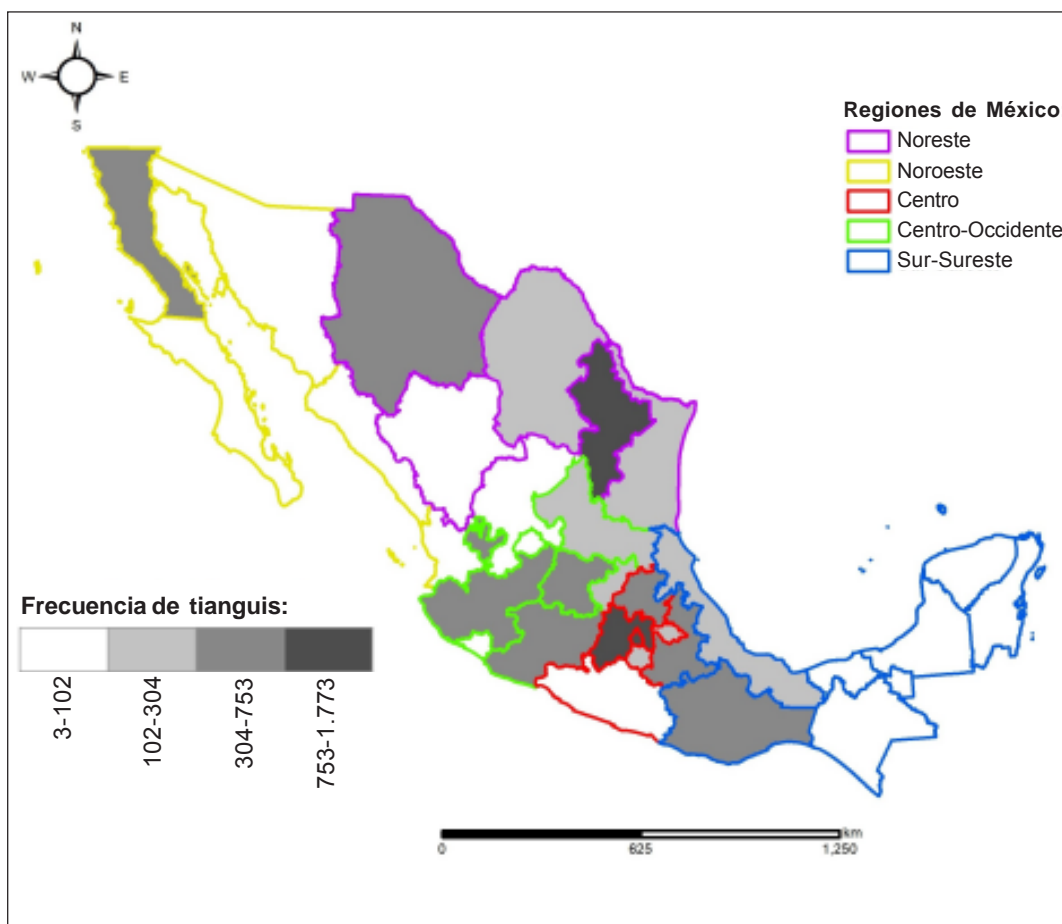 N
W E
S
Regiones de México
Noreste
Noroeste
Centro
Centro-Occidente
Sur-Sureste
Frecuencia de tianguis:
3-102
102-304
304-753
753-1.773
km
0 625 1,250